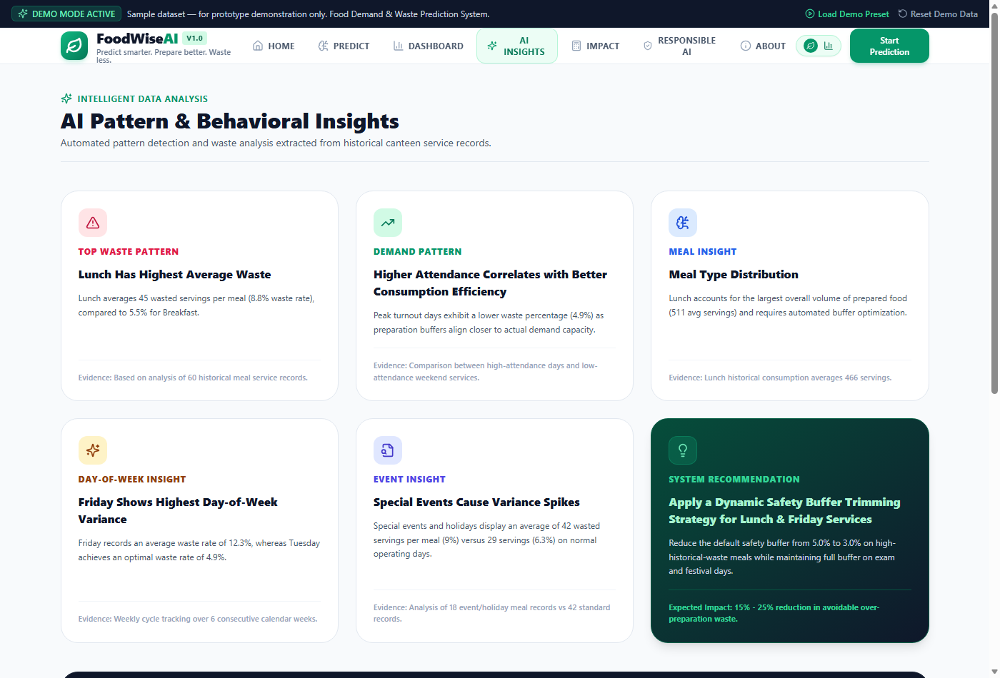 DEMO MODE ACTIVE Sample dataset — for prototype demonstration only. Food Demand & Waste Prediction System. Load Demo Preset Reset Demo Data
FoodWiseAI V1.0
Predict smarter. Prepare better. Waste less.
HOME PREDICT DASHBOARD AI INSIGHTS IMPACT RESPONSIBLE AI ABOUT Start Prediction
INTELLIGENT DATA ANALYSIS
AI Pattern & Behavioral Insights
Automated pattern detection and waste analysis extracted from historical canteen service records.
TOP WASTE PATTERN
Lunch Has Highest Average Waste
Lunch averages 45 wasted servings per meal (8.8% waste rate),
compared to 5.5% for Breakfast.
Evidence: Based on analysis of 60 historical meal service records.
DEMAND PATTERN
Higher Attendance Correlates with Better
Consumption Efficiency
Peak turnout days exhibit a lower waste percentage (4.9%) as
preparation buffers align closer to actual demand capacity.
Evidence: Comparison between high-attendance days and low-
attendance weekend services.
MEAL INSIGHT
Meal Type Distribution
Lunch accounts for the largest overall volume of prepared food
(511 avg servings) and requires automated buffer optimization.
Evidence: Lunch historical consumption averages 466 servings.
DAY-OF-WEEK INSIGHT
Friday Shows Highest Day-of-Week
Variance
Friday records an average waste rate of 12.3%, whereas Tuesday
achieves an optimal waste rate of 4.9%.
Evidence: Weekly cycle tracking over 6 consecutive calendar weeks.
EVENT INSIGHT
Special Events Cause Variance Spikes
Special events and holidays display an average of 42 wasted
servings per meal (9%) versus 29 servings (6.3%) on normal
operating days.
Evidence: Analysis of 18 event/holiday meal records vs 42 standard
records.
SYSTEM RECOMMENDATION
Apply a Dynamic Safety Buffer Trimming
Strategy for Lunch & Friday Services
Reduce the default safety buffer from 5.0% to 3.0% on high-
historical-waste meals while maintaining full buffer on exam
and festival days.
Expected Impact: 15% - 25% reduction in avoidable over-
preparation waste.